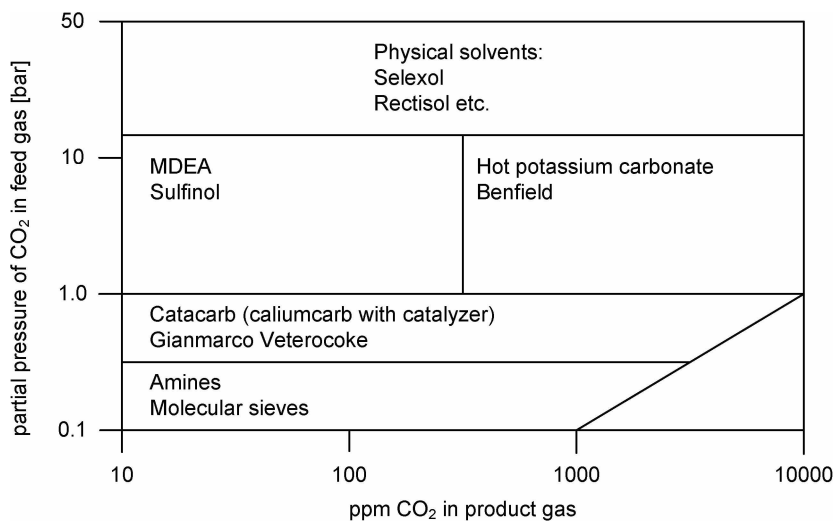 50
Physical solvents:
Selexol
Rectisol etc.
10
MDEA
Sulfinol
Hot potassium carbonate
Benfield
1.0
Catacarb (caliumcarb with catalyzer)
Gianmarco Veterocoke
Amines
Molecular sieves
0.1
10
100
1000
10000
ppm CO₂ in product gas
partial pressure of CO₂ in feed gas [bar]